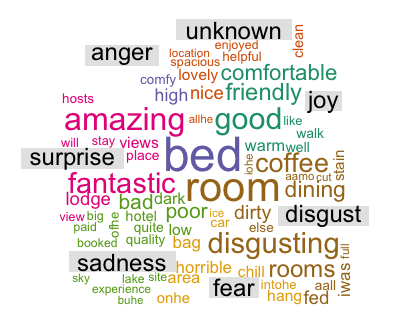 unknown
clean
anger
location
enjoyed
spacious
helpful
comfy
lovely
comfortable
hosts
high
nice
friendly
joy
amazing
allhe
good
like
walk
will
stay
views
bed
warm
well
surprise
place
iohe
coffee
stain
fantastic
room
aamo
cut
dining
lodge
bad
dark
view
big
hotel
poor
ice
dirty
disgust
paid
ofne
quite
low
car
else
booked
quality
bag
disgusting
full
sadness
horrible
chill
rooms
iwas
sky
lake
site
area
fear
intohe
aall
experience
onhe
hang
fed
buhe